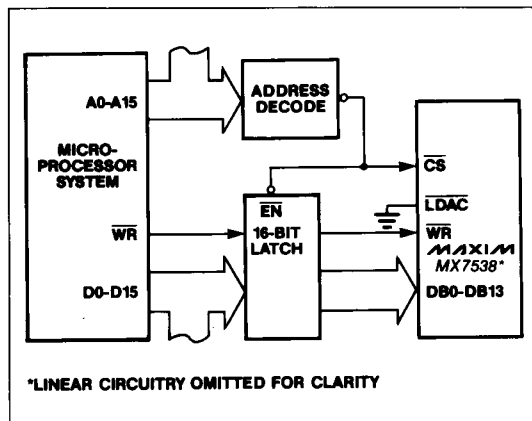 A0-A15
ADDRESS
DECODE
MICRO-
PROCESSOR
SYSTEM
CS
EN
LDAC
WR
16-BIT
LATCH
WR
MAXIM
MX7538*
D0-D15
DB0-DB13
*LINEAR CIRCUITRY OMITTED FOR CLARITY